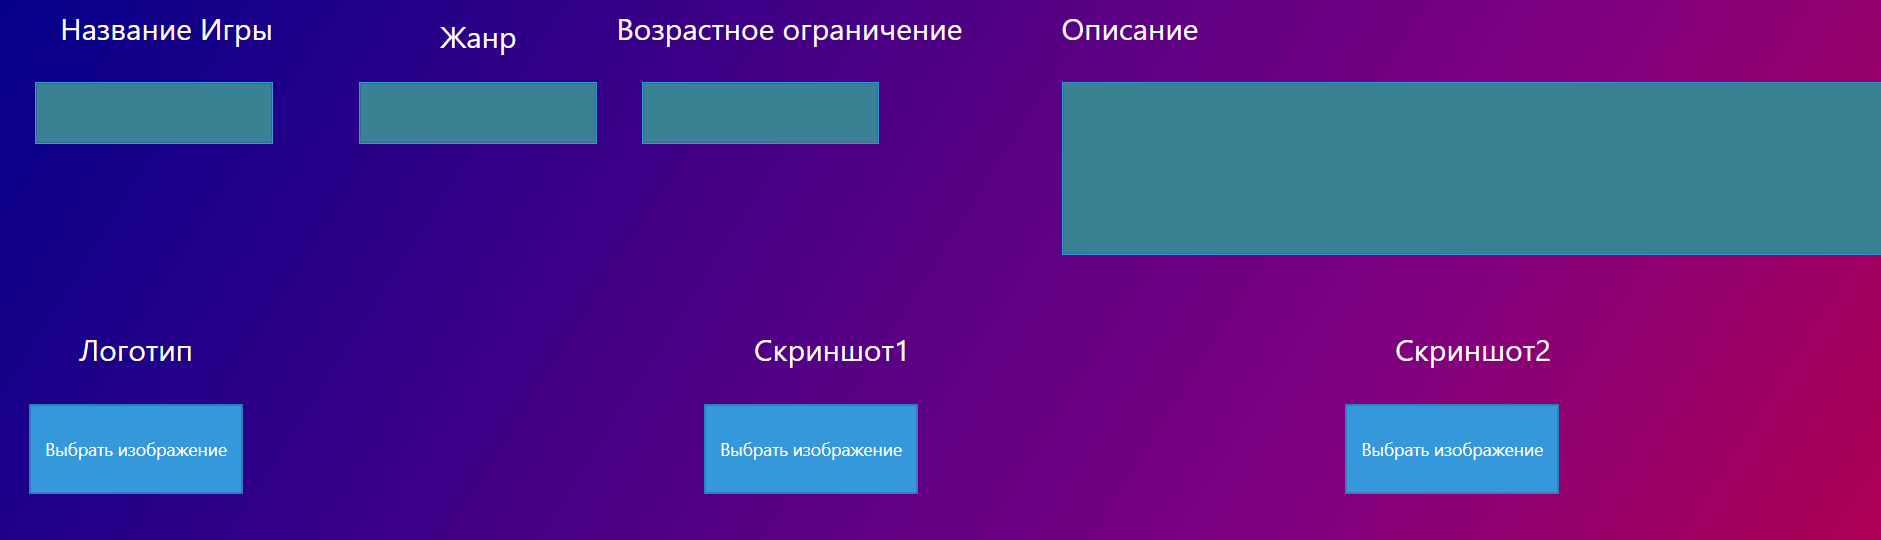 Название Игры
Жанр
Возрастное ограничение
Описание
Логотип
Скриншот1
Скриншот2
Выбрать изображение
Выбрать изображение
Выбрать изображение